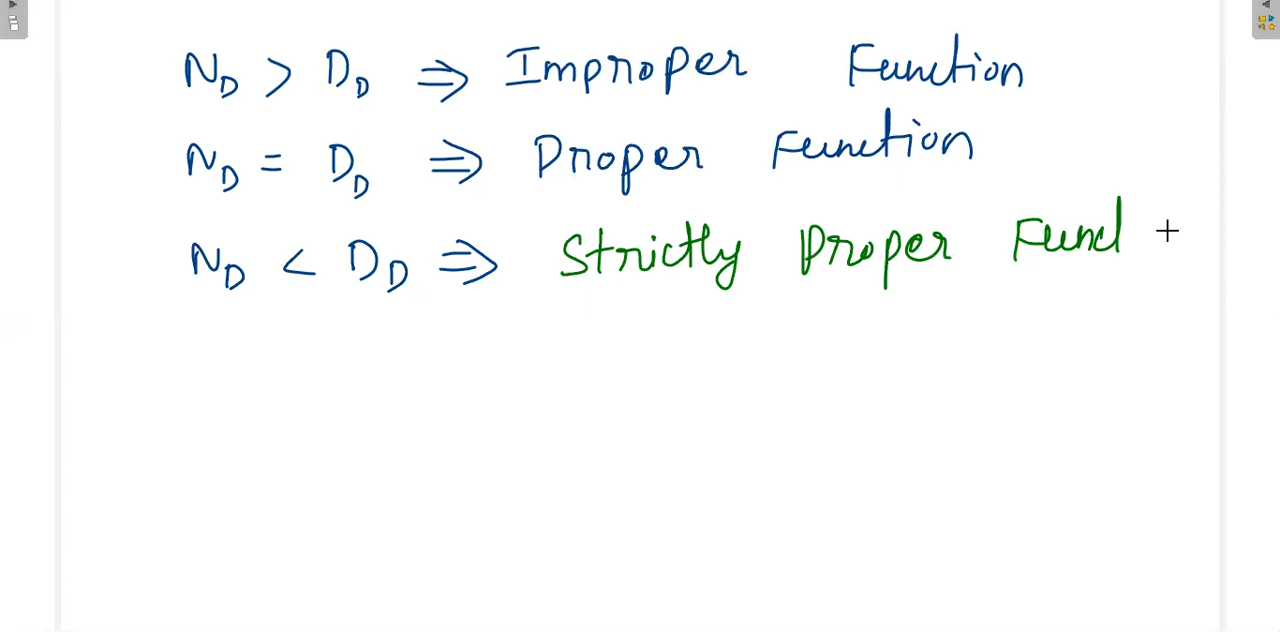 N_D > D_D ⇒ Improper Function
N_D = D_D ⇒ Proper Function
N_D < D_D ⇒ Strictly Proper Funct